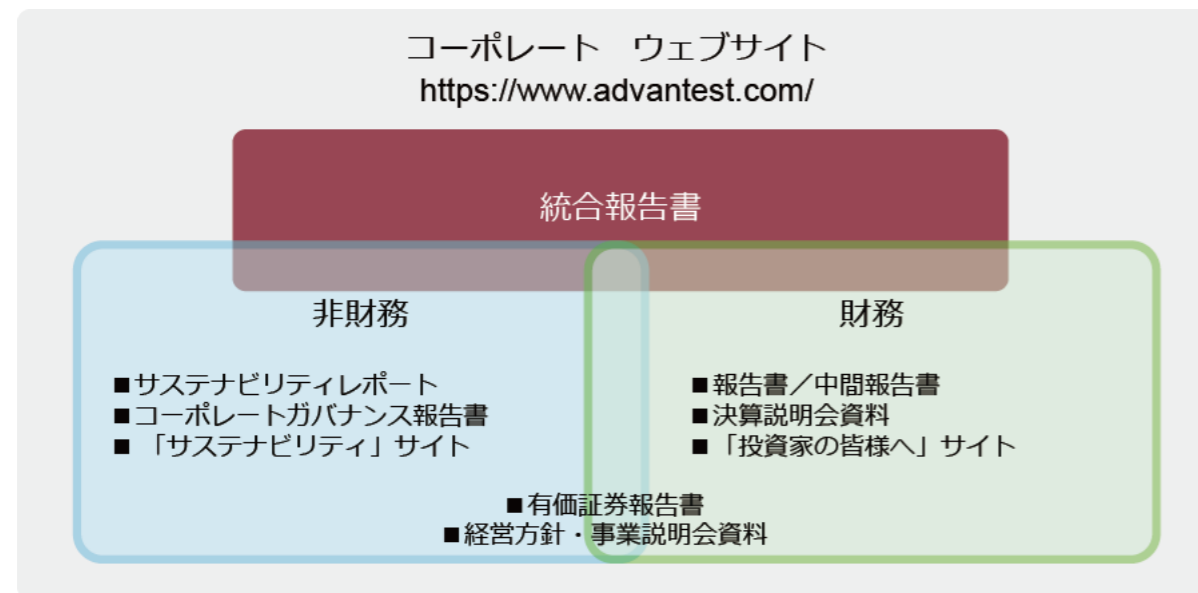 コーポレート　ウェブサイト
https://www.advantest.com/
統合報告書
非財務
■サステナビリティレポート
■コーポレートガバナンス報告書
■「サステナビリティ」サイト
財務
■報告書／中間報告書
■決算説明会資料
■「投資家の皆様へ」サイト
■有価証券報告書
■経営方針・事業説明会資料